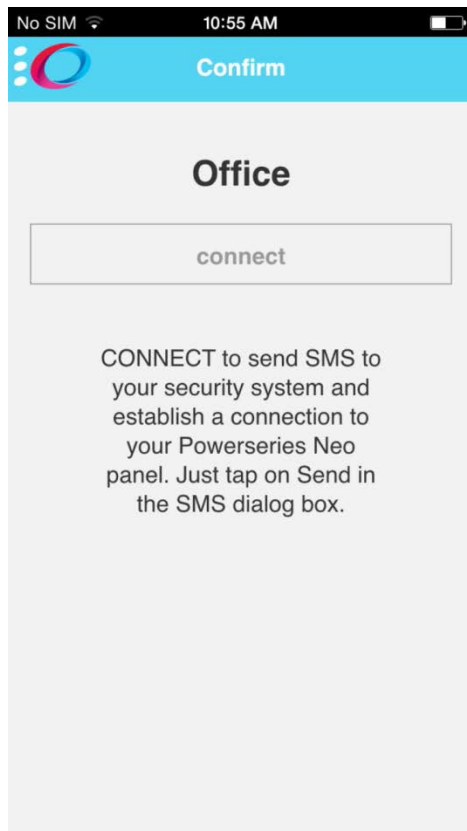 No SIM 10:55 AM
Confirm
Office
connect
CONNECT to send SMS to
your security system and
establish a connection to
your Powerseries Neo
panel. Just tap on Send in
the SMS dialog box.